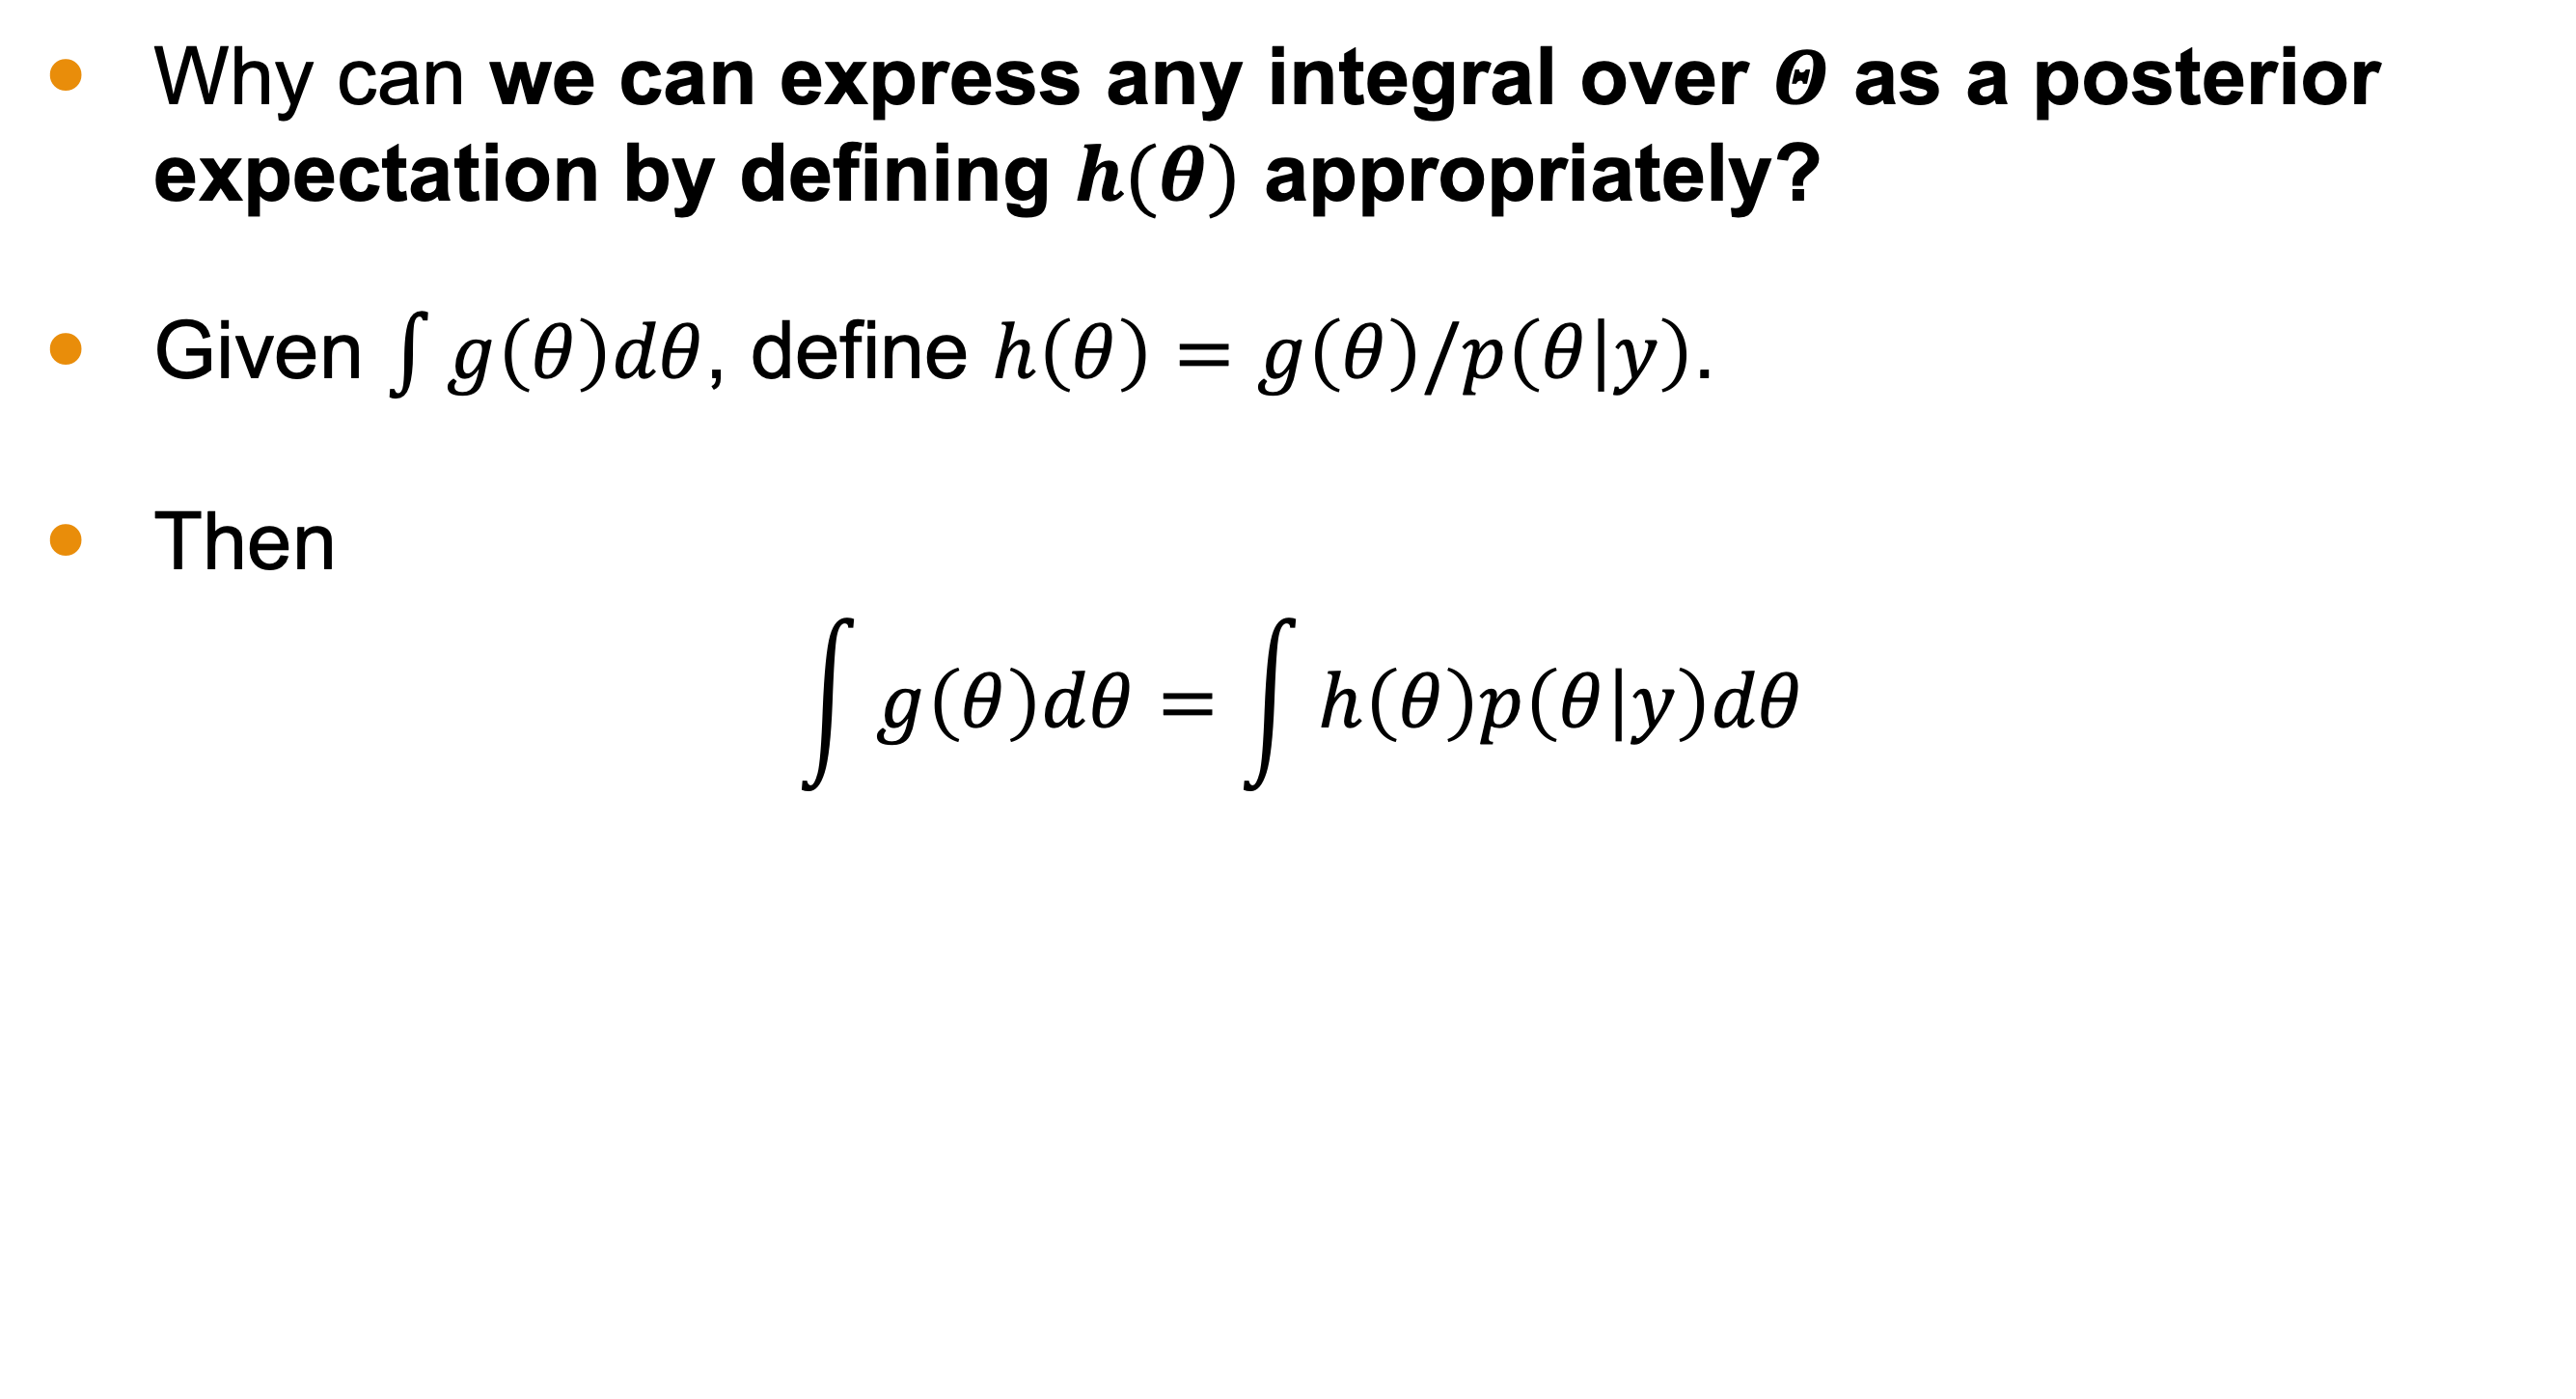 • Why can we can express any integral over Θ as a posterior
expectation by defining h(θ) appropriately?
• Given ∫ g(θ)dθ, define h(θ) = g(θ)/p(θ|y).
• Then
∫ g(θ)dθ = ∫ h(θ)p(θ|y)dθ